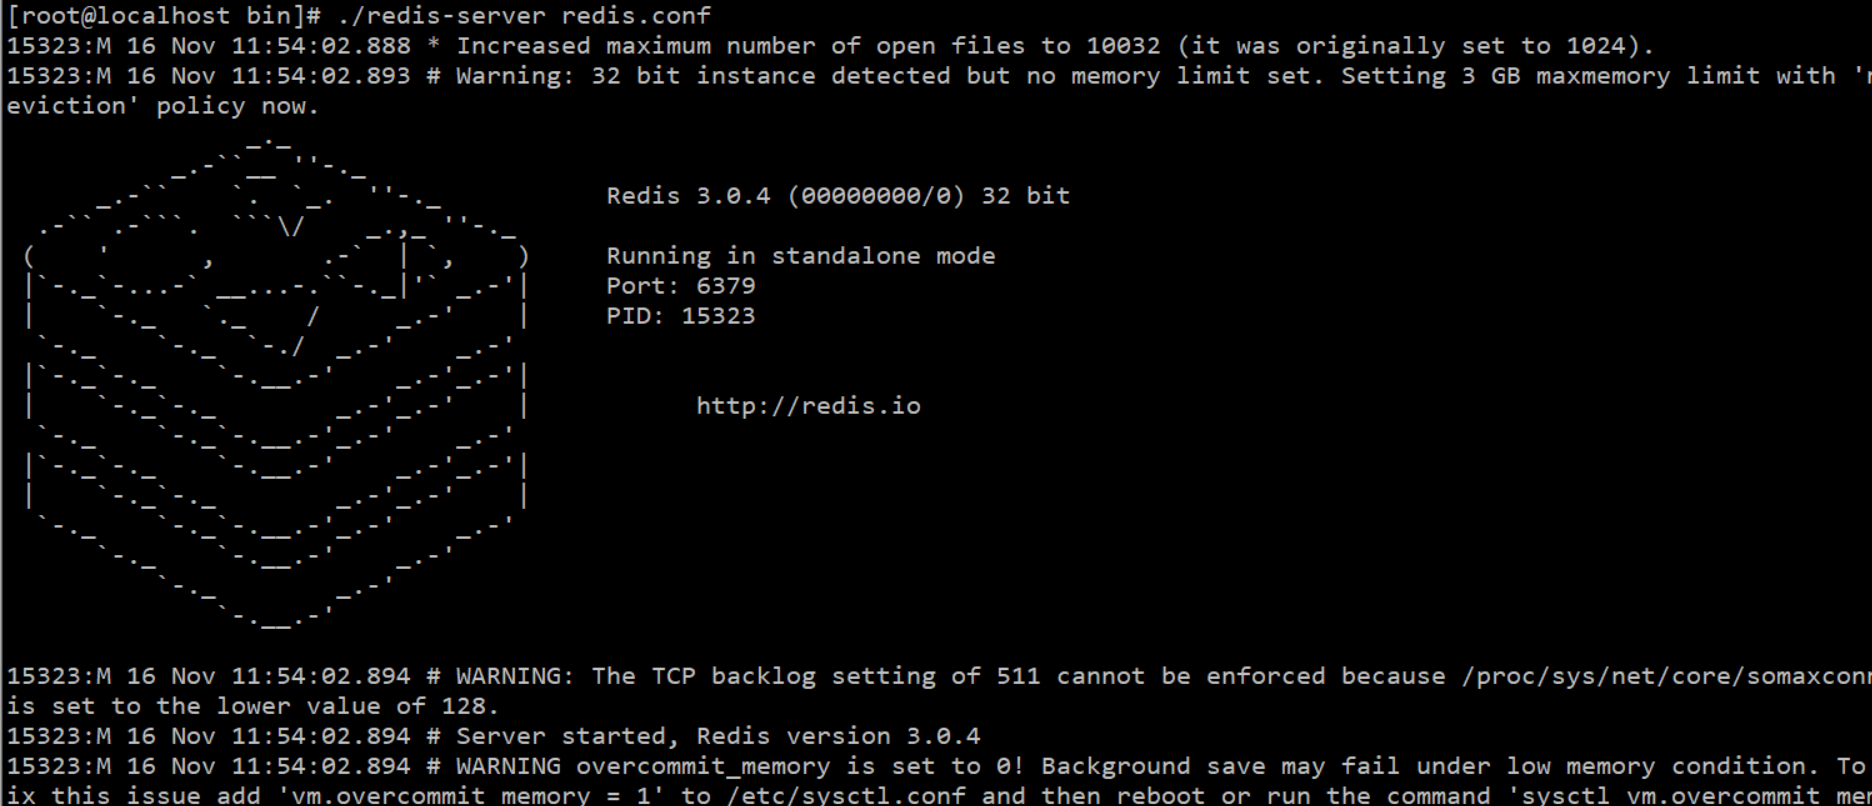 [root@localhost bin]# ./redis-server redis.conf
15323:M 16 Nov 11:54:02.888 * Increased maximum number of open files to 10032 (it was originally set to 1024).
15323:M 16 Nov 11:54:02.893 # Warning: 32 bit instance detected but no memory limit set. Setting 3 GB maxmemory limit with '
eviction' policy now.
Redis 3.0.4 (00000000/0) 32 bit
Running in standalone mode
Port: 6379
PID: 15323
http://redis.io
15323:M 16 Nov 11:54:02.894 # WARNING: The TCP backlog setting of 511 cannot be enforced because /proc/sys/net/core/somaxconn
is set to the lower value of 128.
15323:M 16 Nov 11:54:02.894 # Server started, Redis version 3.0.4
15323:M 16 Nov 11:54:02.894 # WARNING overcommit_memory is set to 0! Background save may fail under low memory condition. To
ix this issue add 'vm.overcommit_memory = 1' to /etc/sysctl.conf and then reboot or run the command 'sysctl vm.overcommit_me